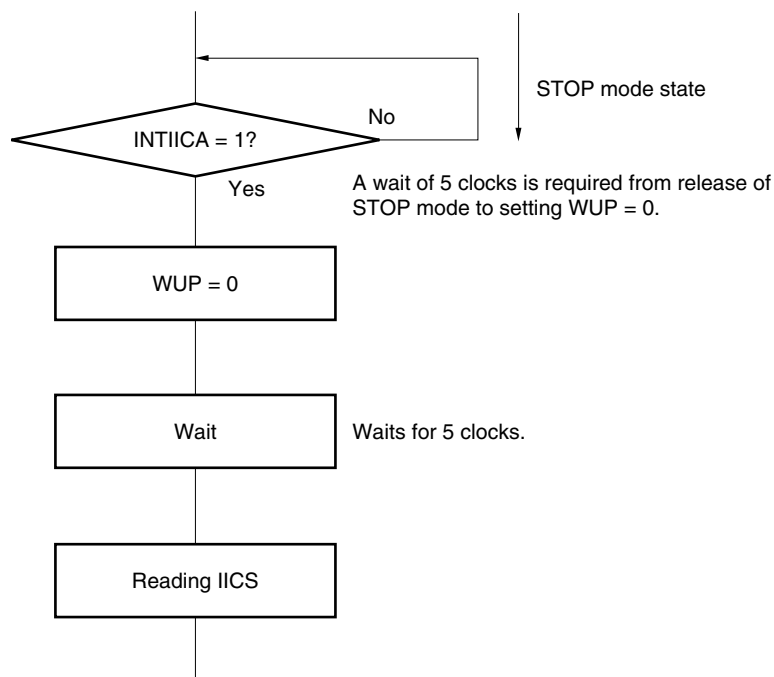 STOP mode state
No
INTIICA = 1?
Yes
A wait of 5 clocks is required from release of
STOP mode to setting WUP = 0.
WUP = 0
Wait
Waits for 5 clocks.
Reading IICS